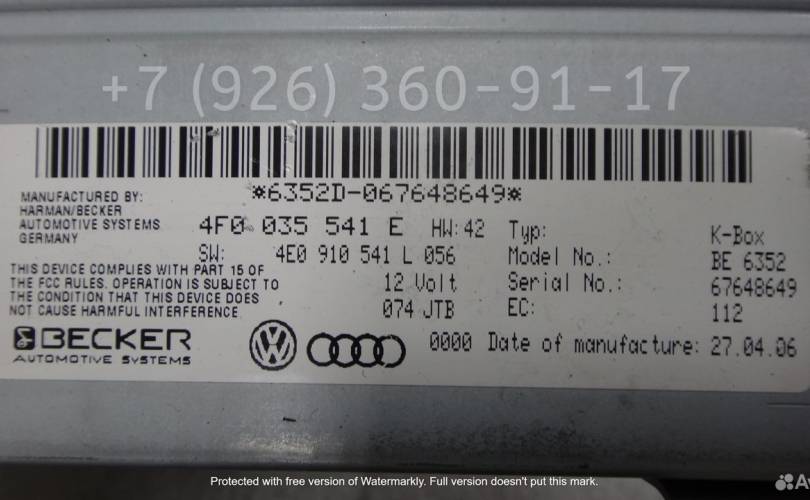 +7 (926) 360-91-17
*6352D-067648649*
MANUFACTURED BY:
HARMAN/BECKER
AUTOMOTIVE SYSTEMS
GERMANY
4F0 035 541 E HW: 42
SW: 4E0 910 541 L 056
THIS DEVICE COMPLIES WITH PART 15 OF
THE FCC RULES. OPERATION IS SUBJECT TO
THE CONDITION THAT THIS DEVICE DOES
NOT CAUSE HARMFUL INTERFERENCE.
12 Volt
074 JTB
Typ: K-Box
Model No.: BE 6352
Serial No.: 67648649
EC: 112
BECKER
AUTOMOTIVE SYSTEMS
0000 Date of manufacture: 27.04.06
Protected with free version of Watermarkly. Full version doesn't put this mark.